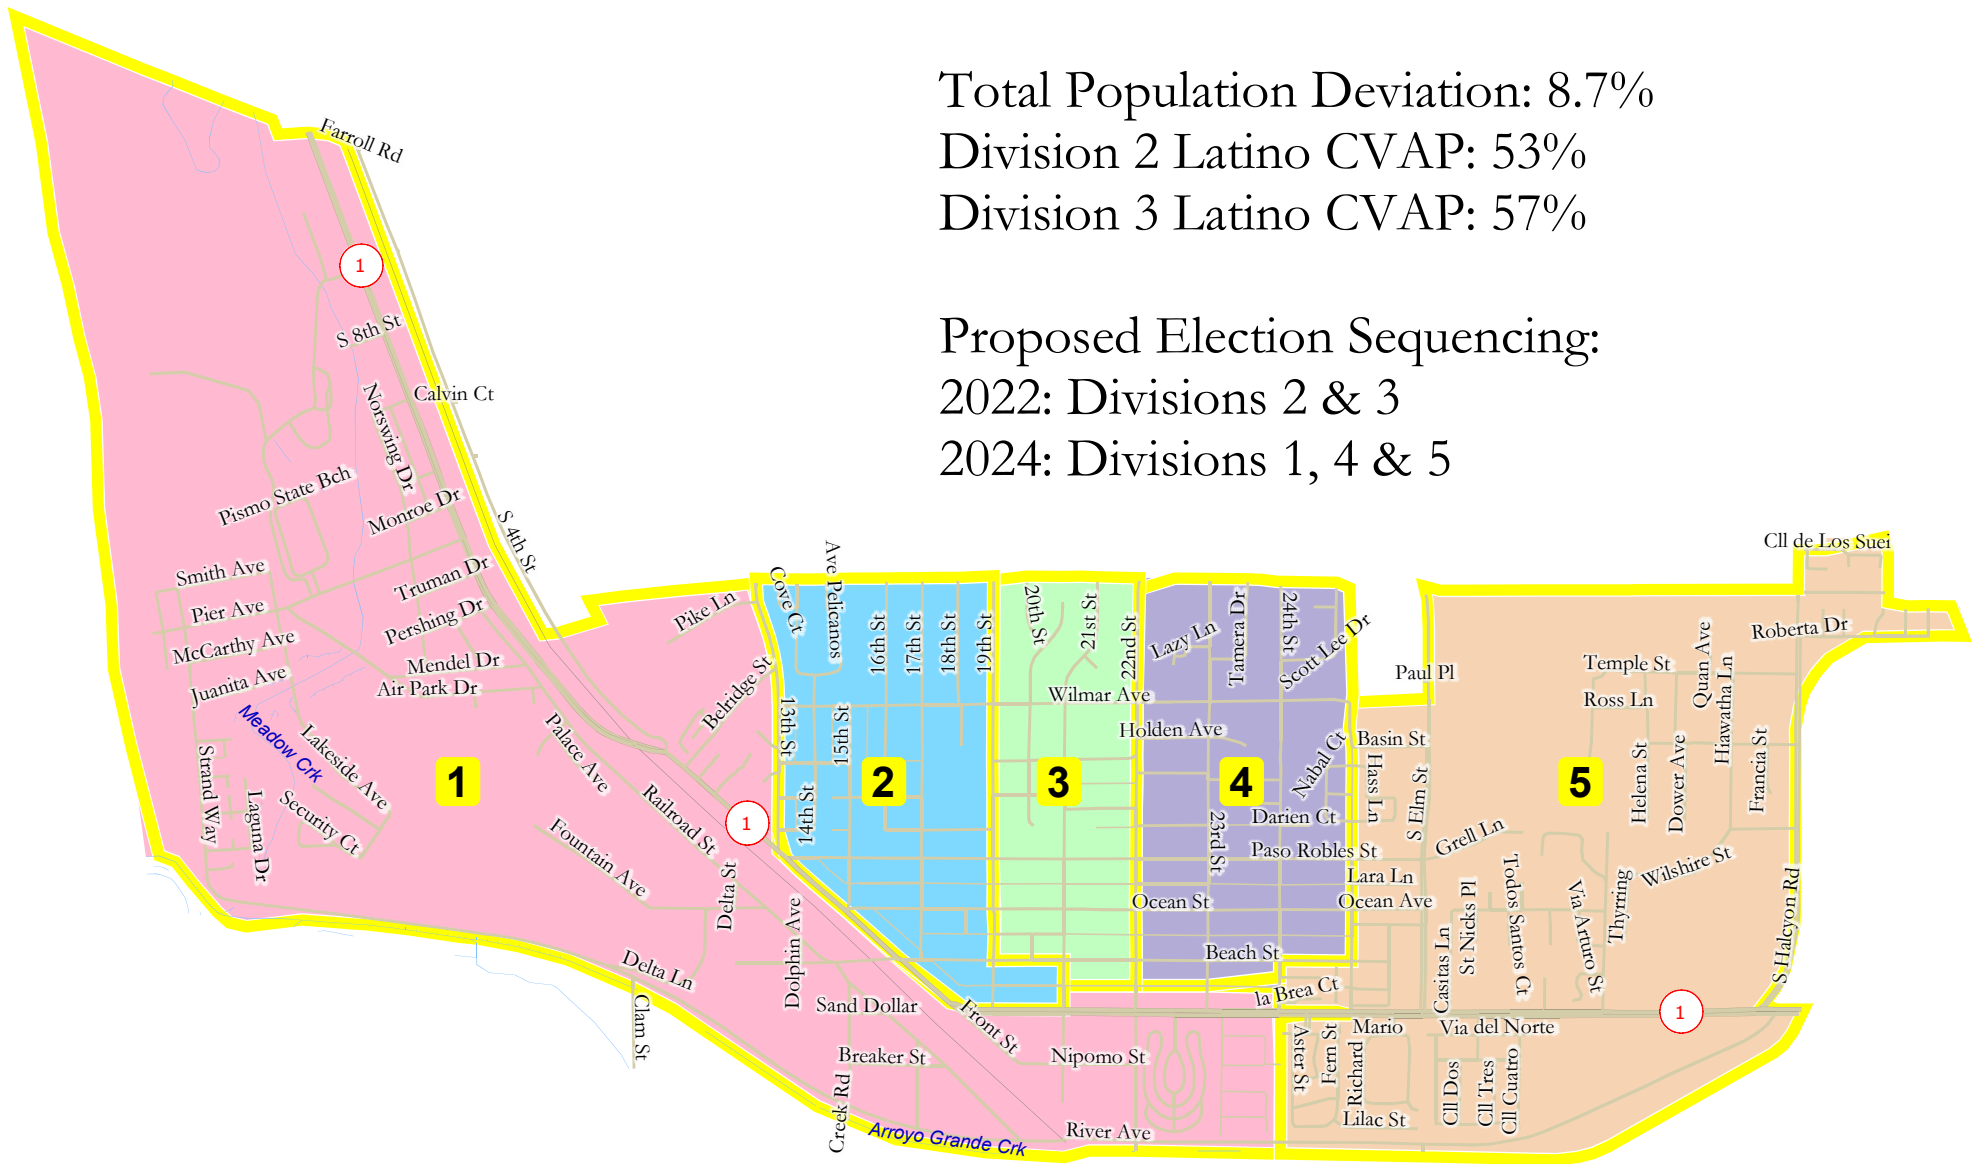 Total Population Deviation: 8.7%
Division 2 Latino CVAP: 53%
Division 3 Latino CVAP: 57%
Proposed Election Sequencing:
2022: Divisions 2 & 3
2024: Divisions 1, 4 & 5
Farroll Rd
1
S 8th St
Calvin Ct
Norswing Dr
Pismo State Bch
Monroe Dr
S 4th St
Smith Ave
Truman Dr
Pier Ave
Pershing Dr
McCarthy Ave
Mendel Dr
Juanita Ave
Air Park Dr
Meadow Crk
Lakeside Ave
Palace Ave
Strand Way
Laguna Dr
Security Ct
1
Railroad St
Fountain Ave
Delta St
Dolphin Ave
Delta Ln
Clam St
Sand Dollar
Front St
Breaker St
Nipomo St
Creek Rd
Arroyo Grande Crk
River Ave
Pike Ln
Belridge St
1
Cove Ct
Ave Pelicanos
16th St
17th St
18th St
19th St
13th St
15th St
14th St
2
20th St
21st St
22nd St
Wilmar Ave
3
Lazy Ln
Tamera Dr
24th St
Scott Lee Dr
Holden Ave
Nabal Ct
4
Darien Ct
23rd St
Paso Robles St
Lara Ln
Ocean St
Ocean Ave
Beach St
la Brea Ct
Cll de Los Suei
Roberta Dr
Paul Pl
Temple St
Quan Ave
Hiawatha Ln
Ross Ln
Basin St
Hass Ln
S Elm St
5
Helena St
Dower Ave
Francia St
Grell Ln
Wilshire St
Todos Santos Ct
St Nicks Pl
Casitas Ln
Via Arturo St
Thyrring
S Halcyon Rd
1
Mario
Via del Norte
Aster St
Fern St
Richard
Cll Dos
Cll Tres
Cll Cuatro
Lilac St